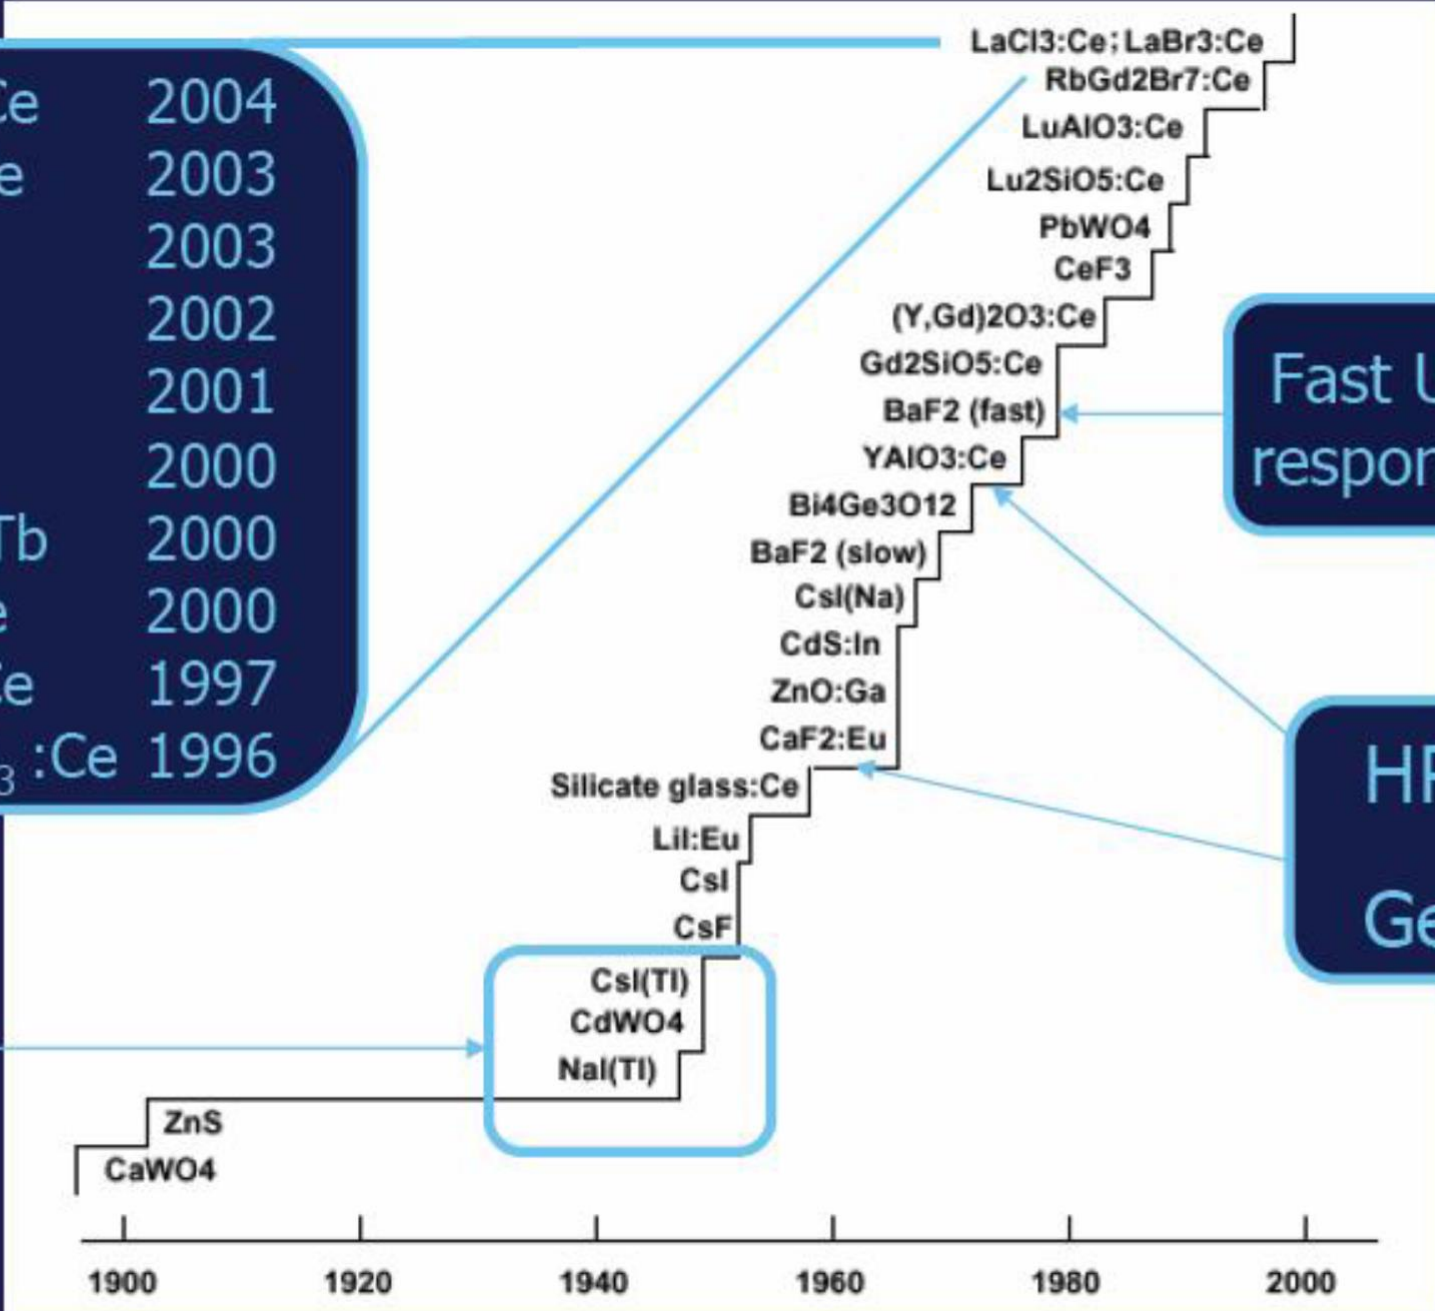 Ce 2004
e 2003
2003
2002
2001
2000
Tb 2000
e 2000
Ce 1997
3 :Ce 1996
LaCl3:Ce; LaBr3:Ce
RbGd2Br7:Ce
LuAlO3:Ce
Lu2SiO5:Ce
PbWO4
CeF3
(Y,Gd)2O3:Ce
Gd2SiO5:Ce
BaF2 (fast)
YAlO3:Ce
Bi4Ge3O12
BaF2 (slow)
CsI(Na)
CdS:In
ZnO:Ga
CaF2:Eu
Silicate glass:Ce
LiI:Eu
CsI
CsF
CsI(Tl)
CdWO4
NaI(Tl)
ZnS
CaWO4
Fast U
respon
HP
Ge
1900 1920 1940 1960 1980 2000